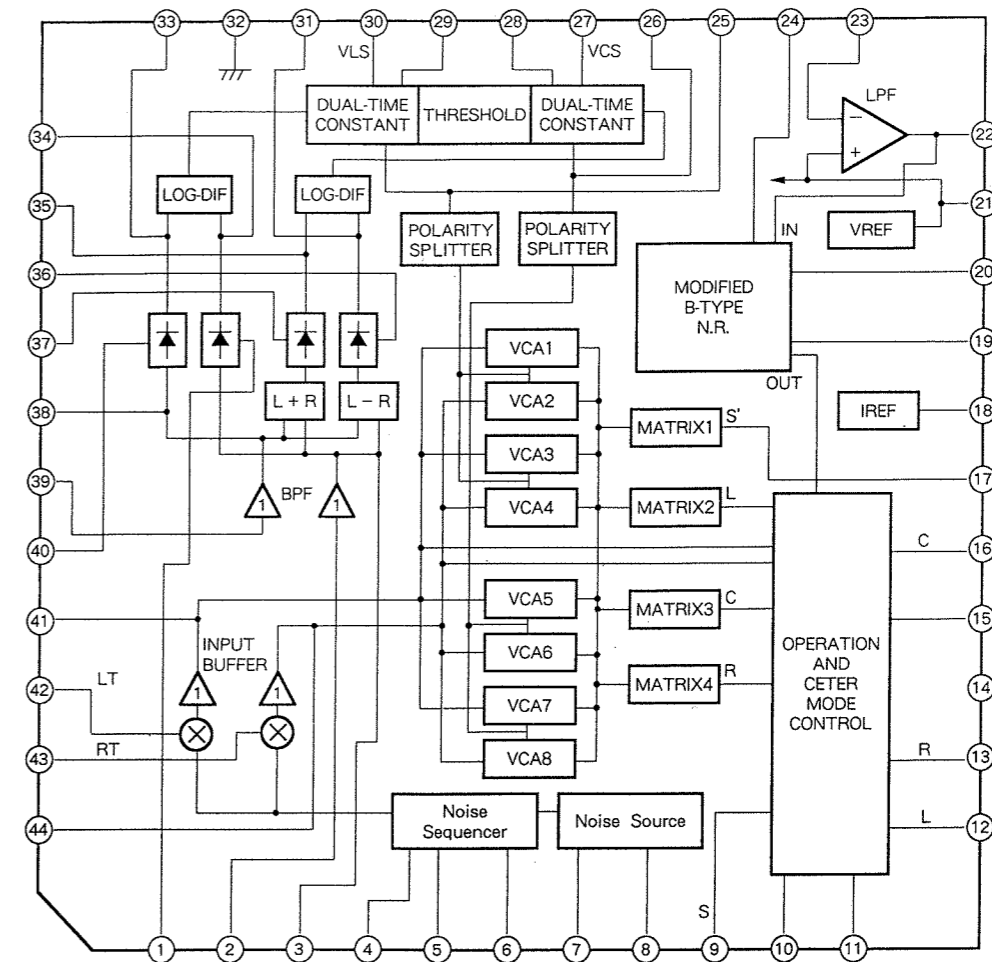 33 32 31 30 29 28 27 26 25 24 23
VLS VCS
DUAL-TIME CONSTANT
THRESHOLD
DUAL-TIME CONSTANT
LPF
−
+
22
34
LOG-DIF
LOG-DIF
35
21
POLARITY SPLITTER
POLARITY SPLITTER
IN
VREF
36
20
MODIFIED
B-TYPE
N.R.
37
19
VCA1
OUT
38
L + R
L − R
VCA2
IREF
18
MATRIX1
S'
39
VCA3
17
1
BPF
1
VCA4
MATRIX2
L
40
C
16
41
VCA5
MATRIX3
C
15
INPUT
BUFFER
OPERATION
AND
CETER
MODE
CONTROL
VCA6
42
LT
1
1
MATRIX4
R
14
VCA7
43
RT
R
13
VCA8
44
Noise
Sequencer
Noise Source
L
12
S
1 2 3 4 5 6 7 8 9 10 11